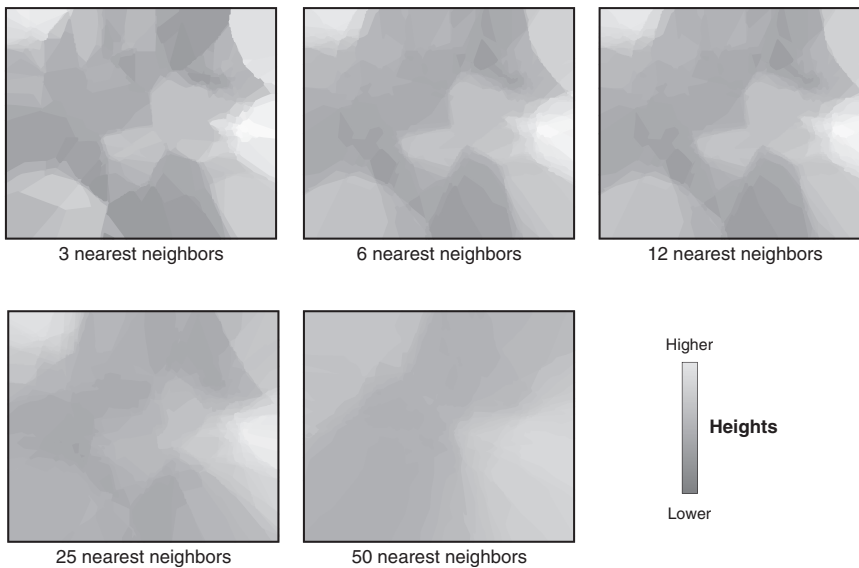 3 nearest neighbors
6 nearest neighbors
12 nearest neighbors
25 nearest neighbors
50 nearest neighbors
Higher
Heights
Lower